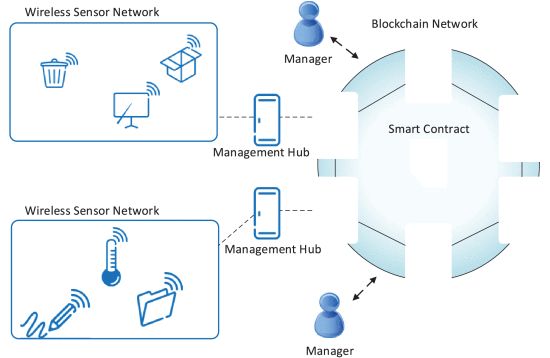 Wireless Sensor Network
Manager
Blockchain Network
Management Hub
Smart Contract
Wireless Sensor Network
Management Hub
Manager